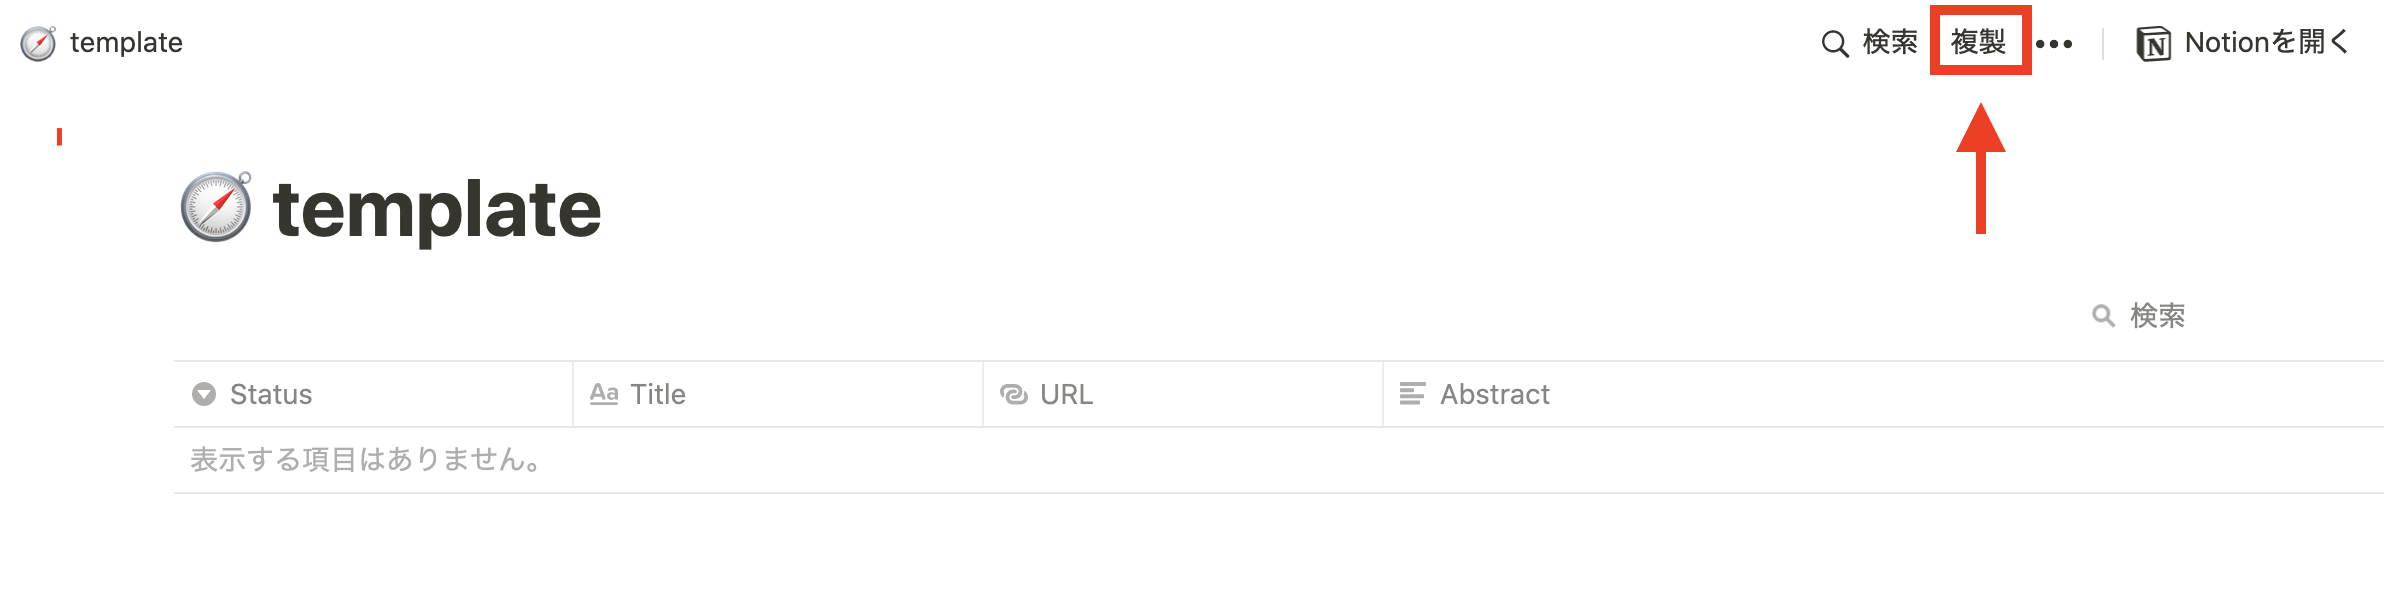 template 検索 複製 ••• Notionを開く
template
検索
Status Aa Title URL Abstract
表示する項目はありません。